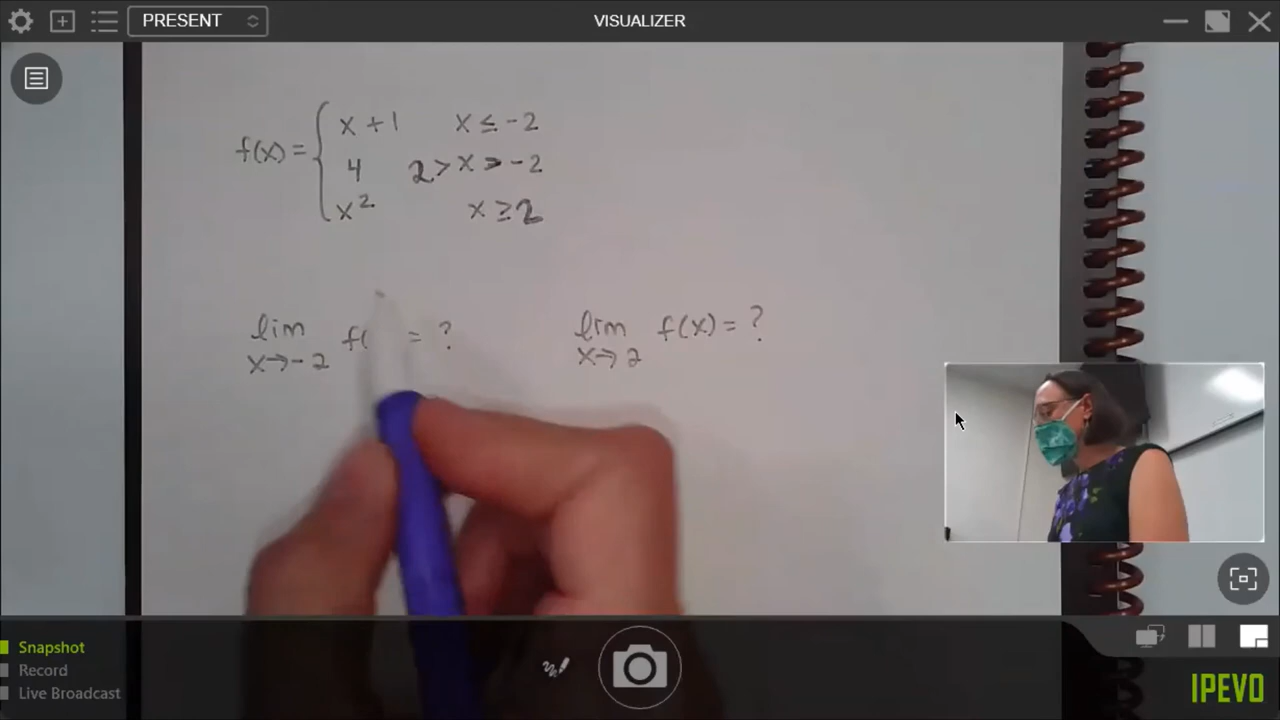 PRESENT
VISUALIZER
f(x) = { x + 1    x ≤ -2
4    2 > x > -2
x²    x ≥ 2
lim x→-2 f( = ?
lim x→2 f(x) = ?
Snapshot
Record
Live Broadcast
IPEVO